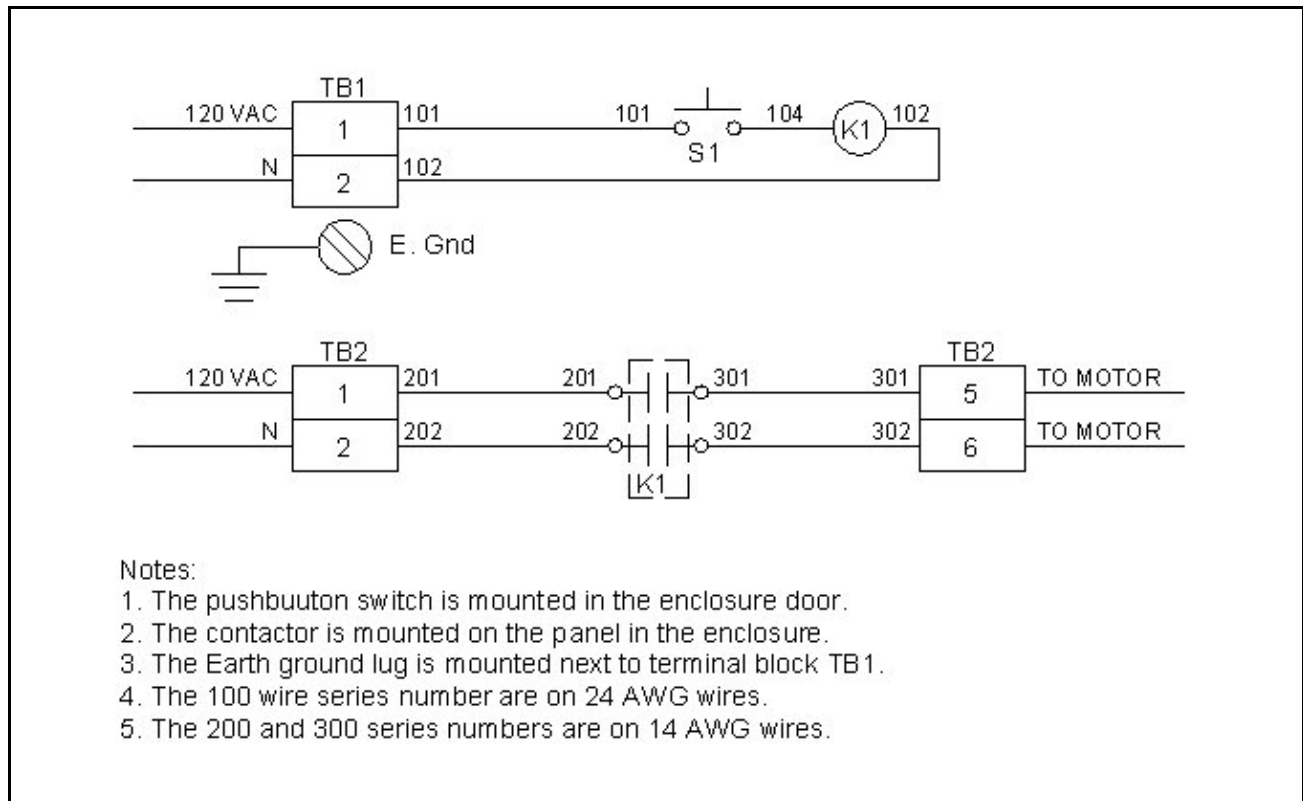 TB1
120 VAC 1 101 101 104 K1 102
S1
N 2 102
E. Gnd
TB2 TB2
120 VAC 1 201 201 301 301 5 TO MOTOR
N 2 202 202 302 302 6 TO MOTOR
K1
Notes:
1. The pushbuuton switch is mounted in the enclosure door.
2. The contactor is mounted on the panel in the enclosure.
3. The Earth ground lug is mounted next to terminal block TB1.
4. The 100 wire series number are on 24 AWG wires.
5. The 200 and 300 series numbers are on 14 AWG wires.